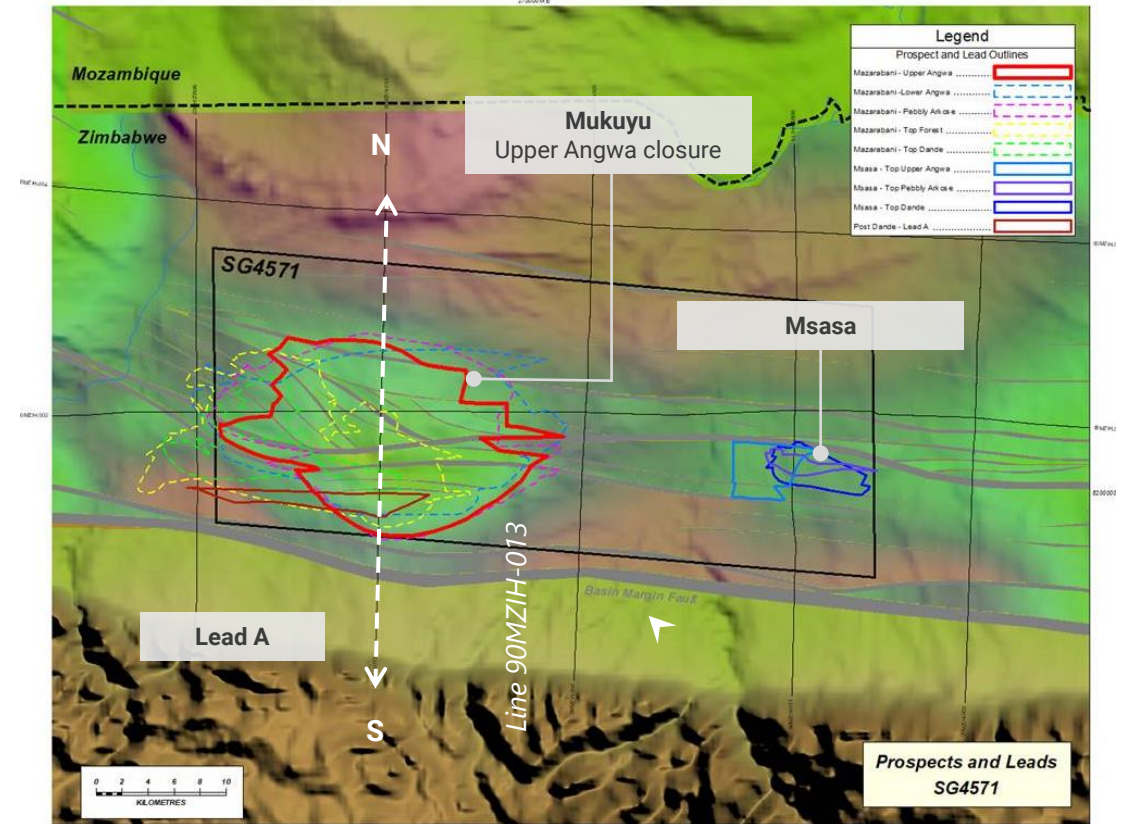 Mozambique
Zimbabwe
N
Mukuyu
Upper Angwa closure
Legend
Prospect and Lead Outlines
Mazarabani - Upper Angwa
Mazarabani -Lower Angwa
Mazarabani - Pebbly Arkose
Mazarabani - Top Forest
Mazarabani - Top Dande
Msasa - Top Upper Angwa
Msasa - Top Pebbly Arkose
Msasa - Top Dande
Post Dande - Lead A
SG4571
Msasa
Basin Margin Fault
Lead A
Line 90MZIH-013
S
0 2 4 6 8 10
KILOMETRES
Prospects and Leads
SG4571